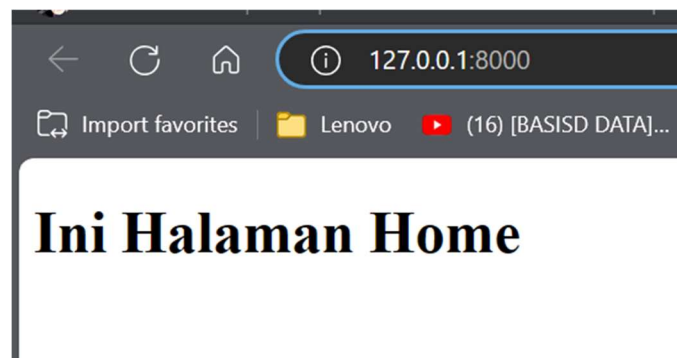 127.0.0.1:8000
Import favorites Lenovo (16) [BASISD DATA]...
Ini Halaman Home